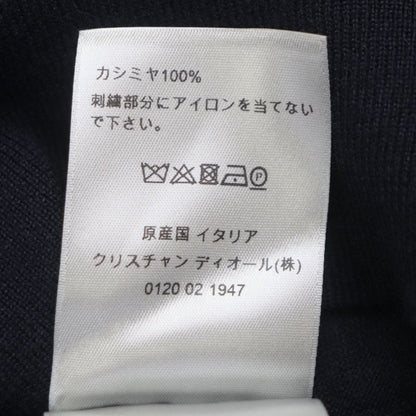 カシミヤ100%
刺繍部分にアイロンを当てない
で下さい。
P
原産国 イタリア
クリスチャン ディオール(株)
0120 02 1947